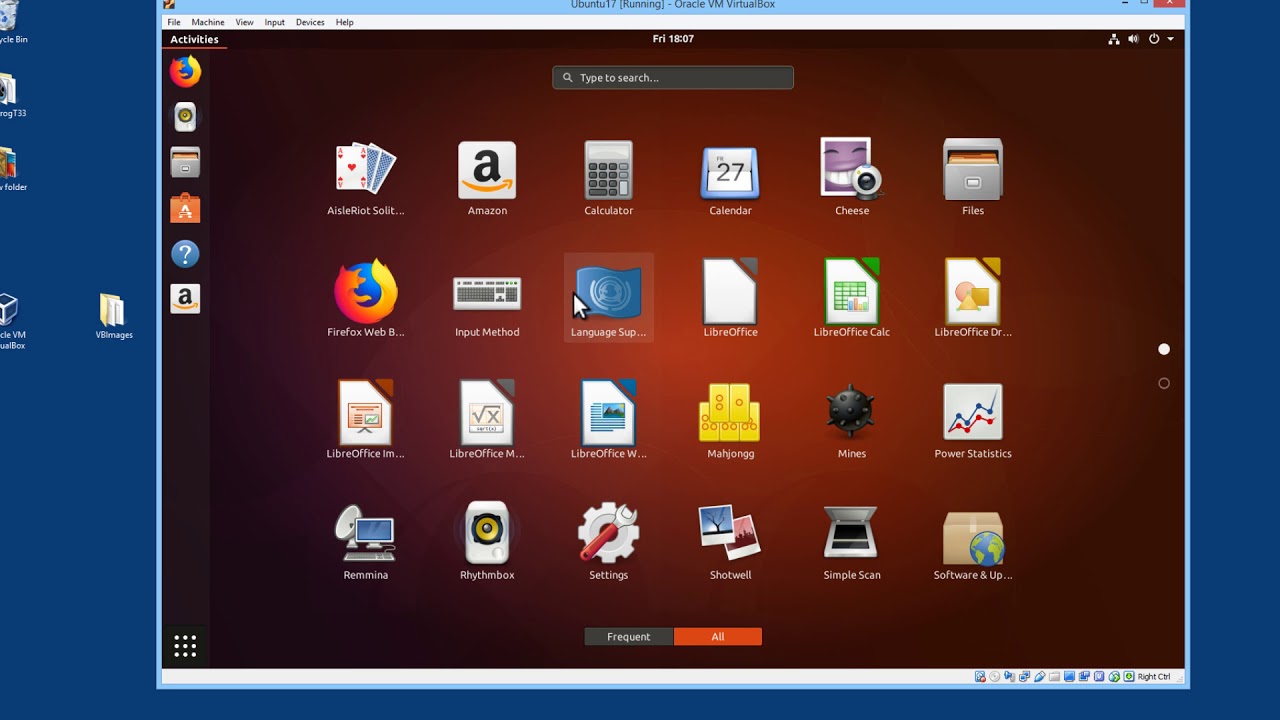 Ubuntu17 [Running] - Oracle VM VirtualBox
File Machine View Input Devices Help
Activities
Fri 18:07
Type to search...
AisleRiot Solit...
Amazon
Calculator
FR
27
Calendar
Cheese
Files
Firefox Web B...
Input Method
Language Sup...
LibreOffice
LibreOffice Calc
LibreOffice Dr...
LibreOffice Im...
LibreOffice M...
LibreOffice W...
Mahjongg
Mines
Power Statistics
Remmina
Rhythmbox
Settings
Shotwell
Simple Scan
Software & Up...
Frequent
All
Right Ctrl
ycle Bin
rogT33
w folder
VBImages
cle VM
ualBox